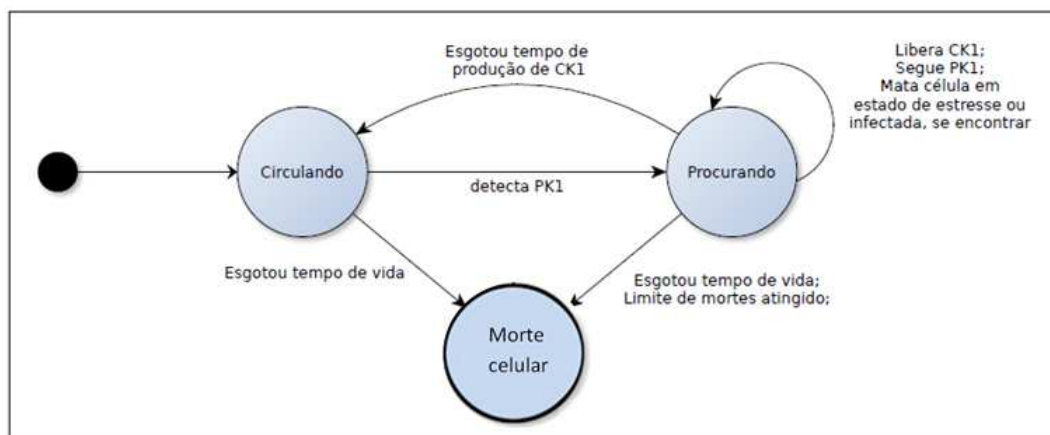 Esgotou tempo de
produção de CK1
Libera CK1;
Segue PK1;
Mata célula em
estado de estresse ou
infectada, se encontrar
Circulando
Procurando
detecta PK1
Esgotou tempo de vida
Esgotou tempo de vida;
Limite de mortes atingido;
Morte
celular